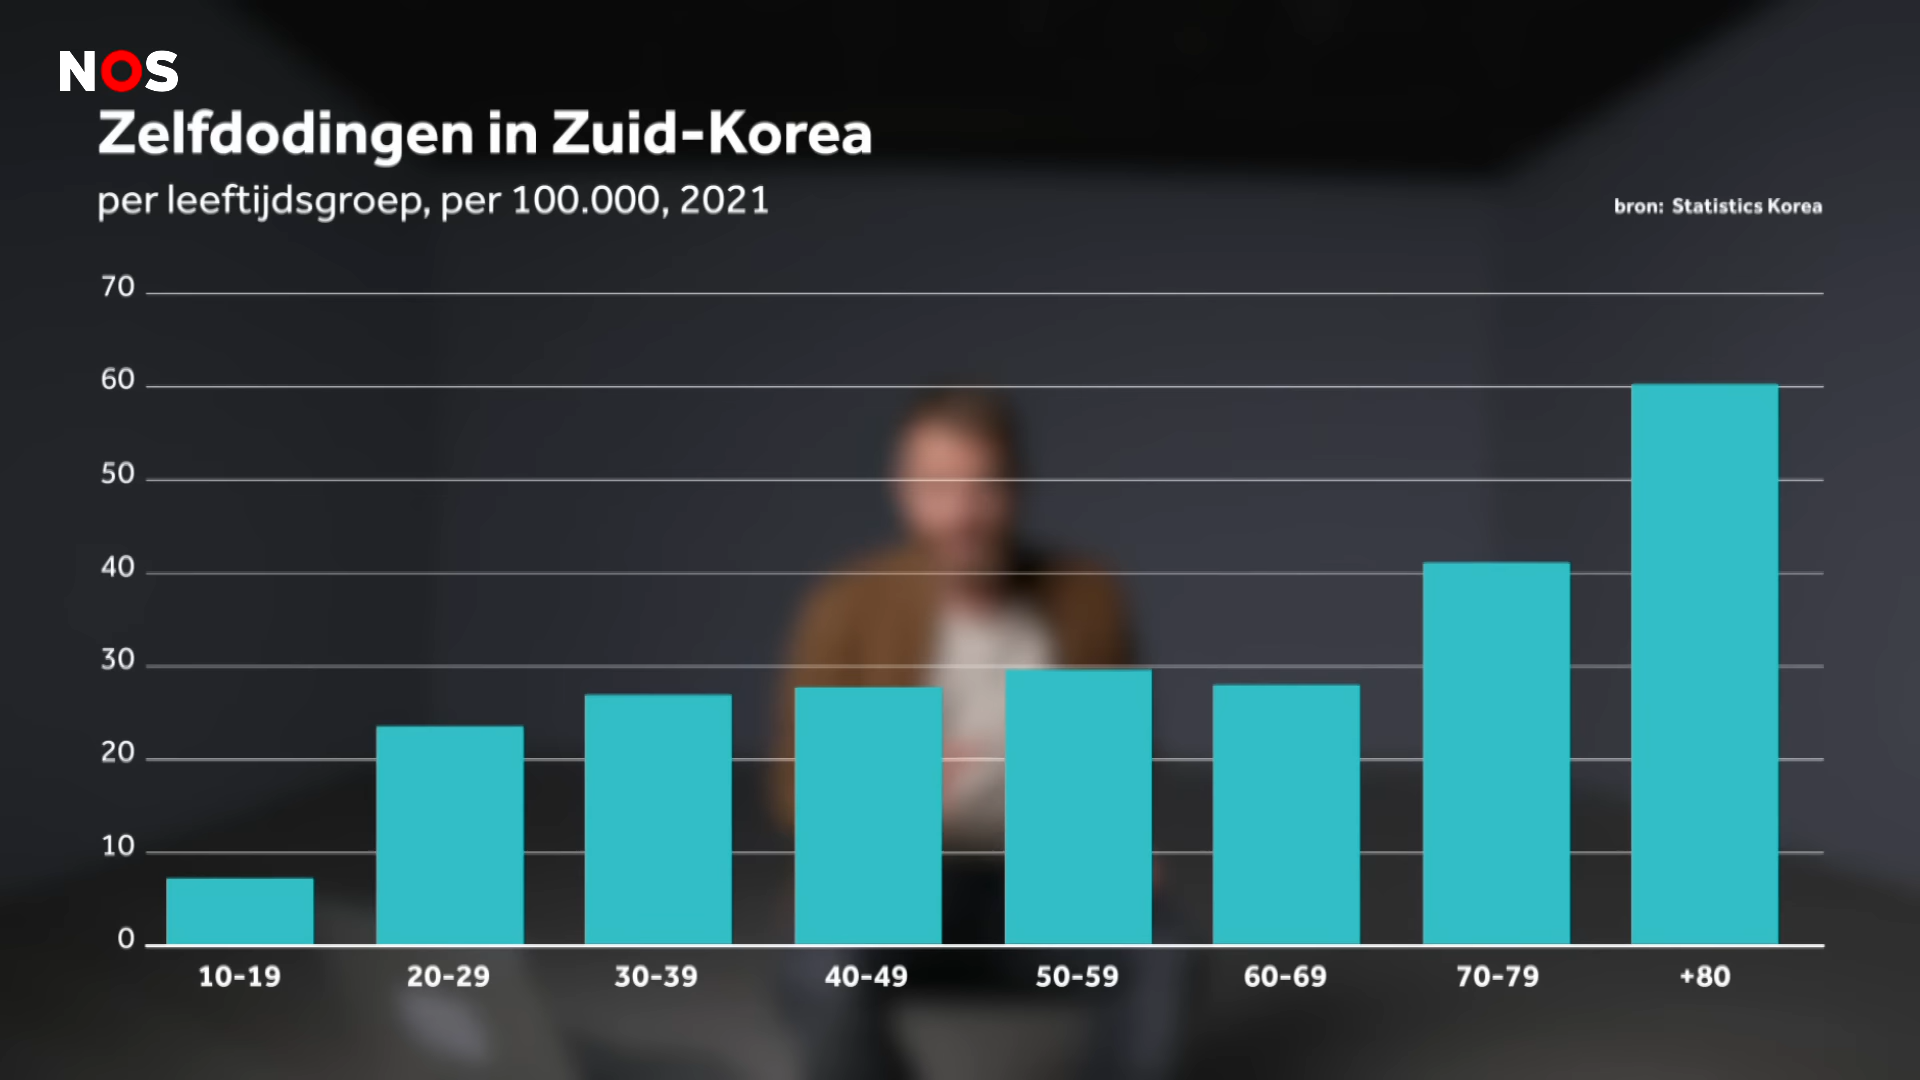 NOS
Zelfdodingen in Zuid-Korea
per leeftijdsgroep, per 100.000, 2021
bron: Statistics Korea
70
60
50
40
30
20
10
0
10-19 20-29 30-39 40-49 50-59 60-69 70-79 +80